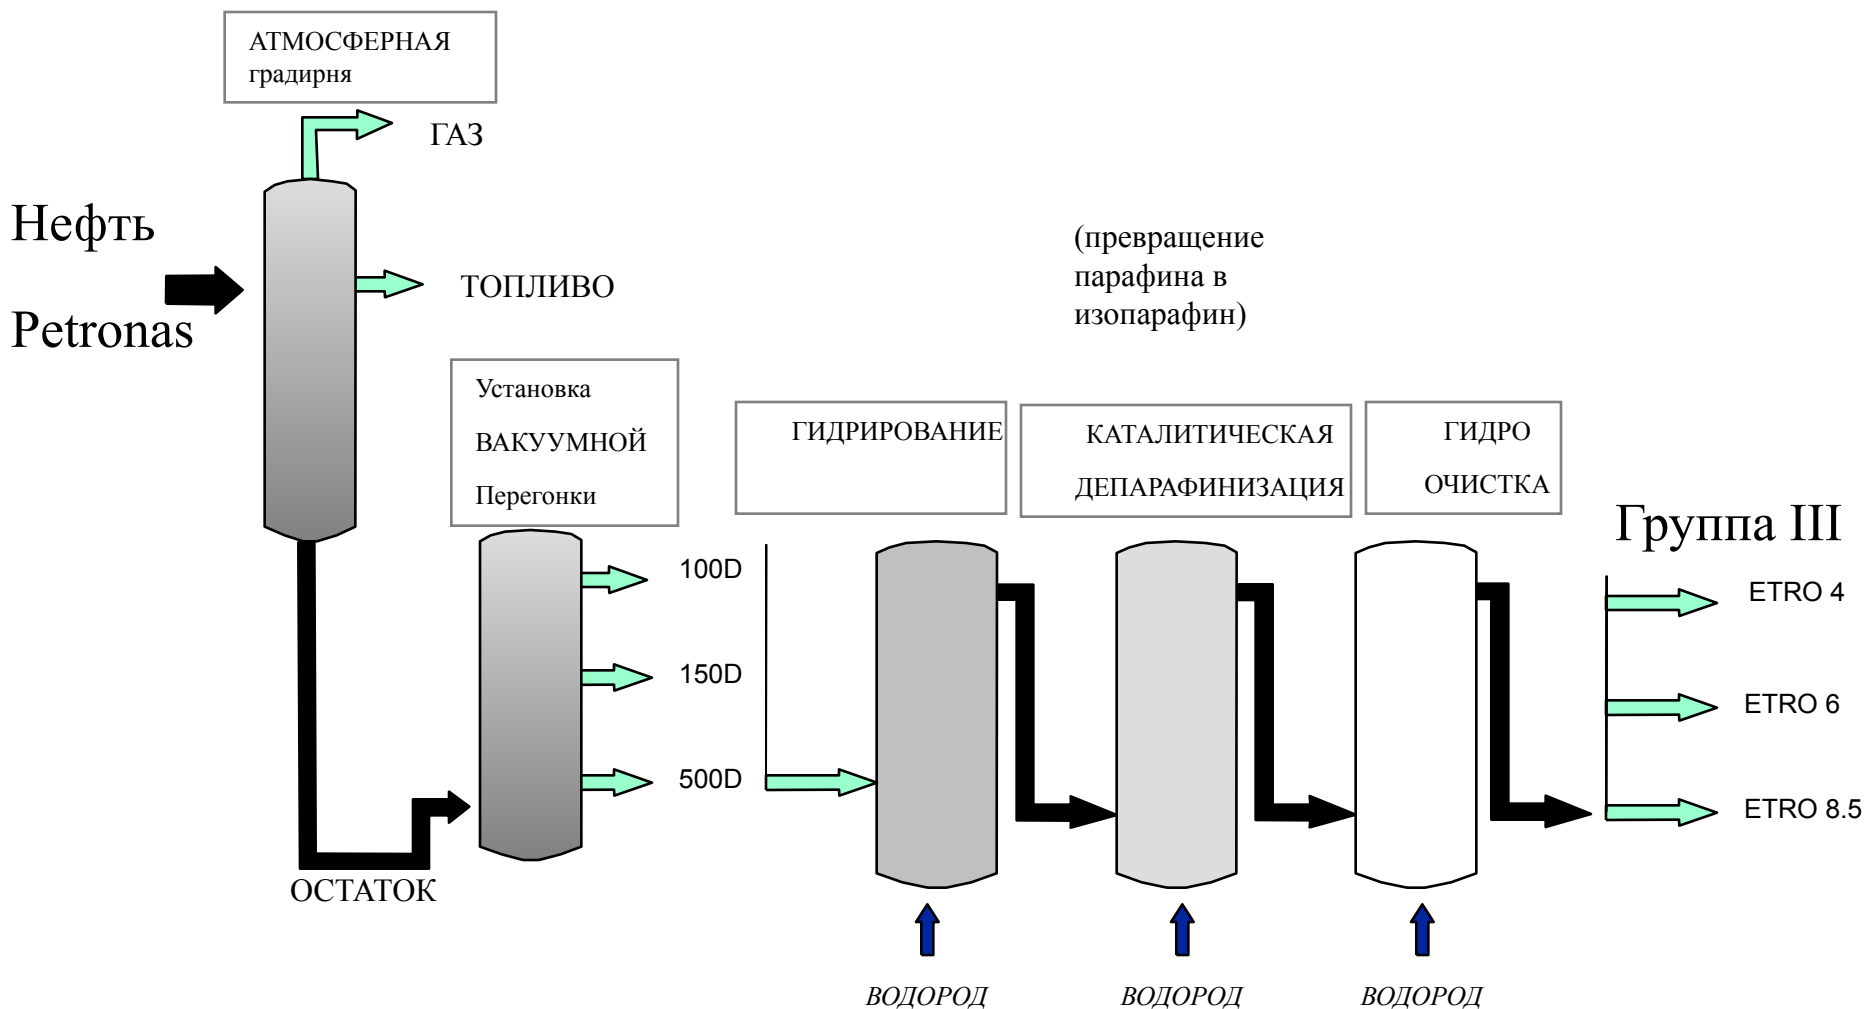 АТМОСФЕРНАЯ
градирня
ГАЗ
Нефть
Petronas
ТОПЛИВО
(превращение
парафина в
изопарафин)
Установка
ВАКУУМНОЙ
Перегонки
ГИДРИРОВАНИЕ
КАТАЛИТИЧЕСКАЯ
ДЕПАРАФИНИЗАЦИЯ
ГИДРО
ОЧИСТКА
Группа III
100D
150D
500D
ETRO 4
ETRO 6
ETRO 8.5
ОСТАТОК
ВОДОРОД
ВОДОРОД
ВОДОРОД